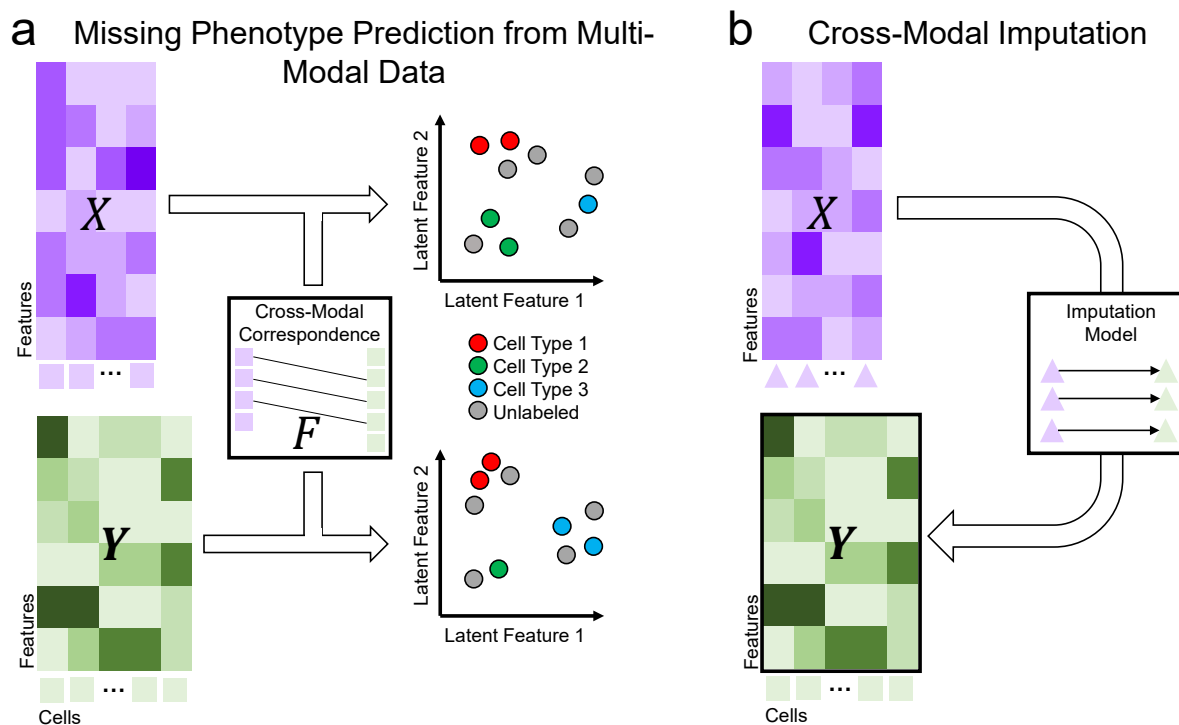 a
Missing Phenotype Prediction from Multi-
Modal Data
Features
X
...
Features
Y
...
Cells
Cross-Modal
Correspondence
F
Latent Feature 2
Latent Feature 1
Cell Type 1
Cell Type 2
Cell Type 3
Unlabeled
Latent Feature 2
Latent Feature 1
b
Cross-Modal Imputation
Features
X
...
Imputation
Model
Features
Y
...
Cells